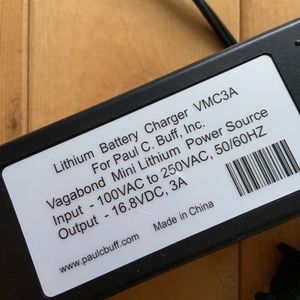 Lithium Battery Charger VMC3A
For Paul C. Buff, Inc.
Vagabond Mini Lithium Power Source
Input - 100VAC to 250VAC, 50/60HZ
Output - 16.8VDC, 3A
Made in China
www.paulcbuff.com